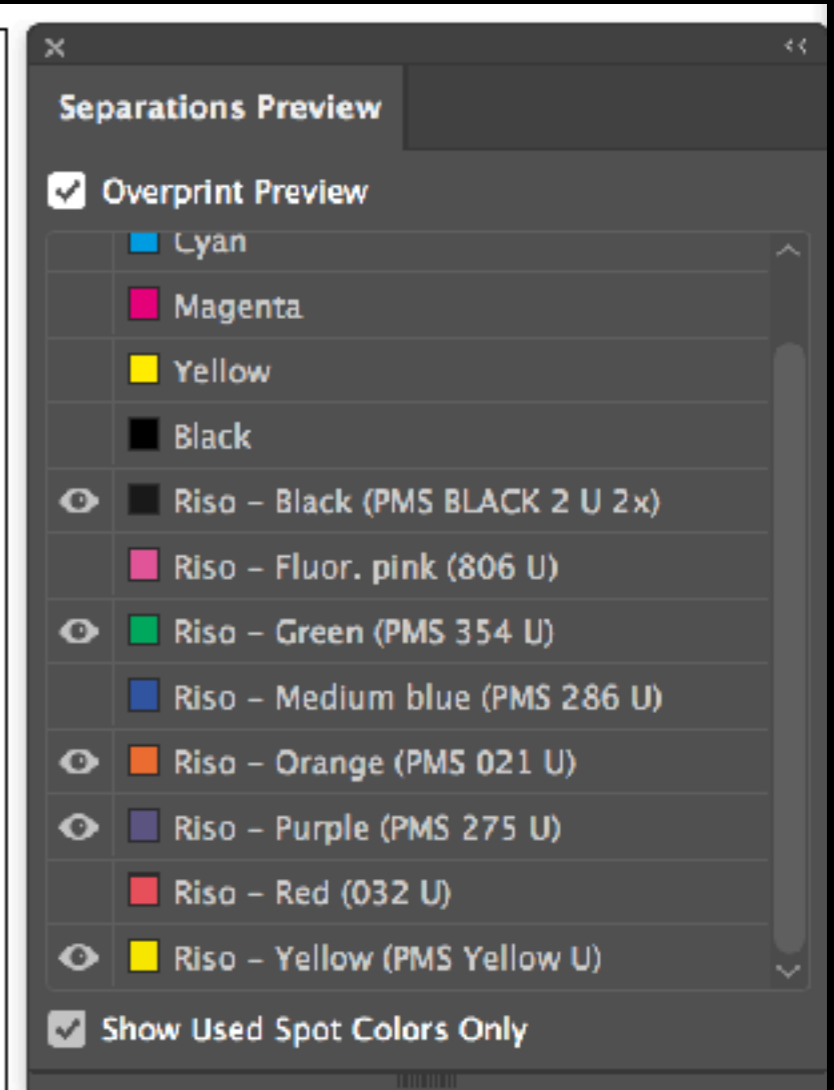 Separations Preview
Overprint Preview
Cyan
Magenta
Yellow
Black
Riso – Black (PMS BLACK 2 U 2x)
Riso – Fluor. pink (806 U)
Riso – Green (PMS 354 U)
Riso – Medium blue (PMS 286 U)
Riso – Orange (PMS 021 U)
Riso – Purple (PMS 275 U)
Riso – Red (032 U)
Riso – Yellow (PMS Yellow U)
Show Used Spot Colors Only